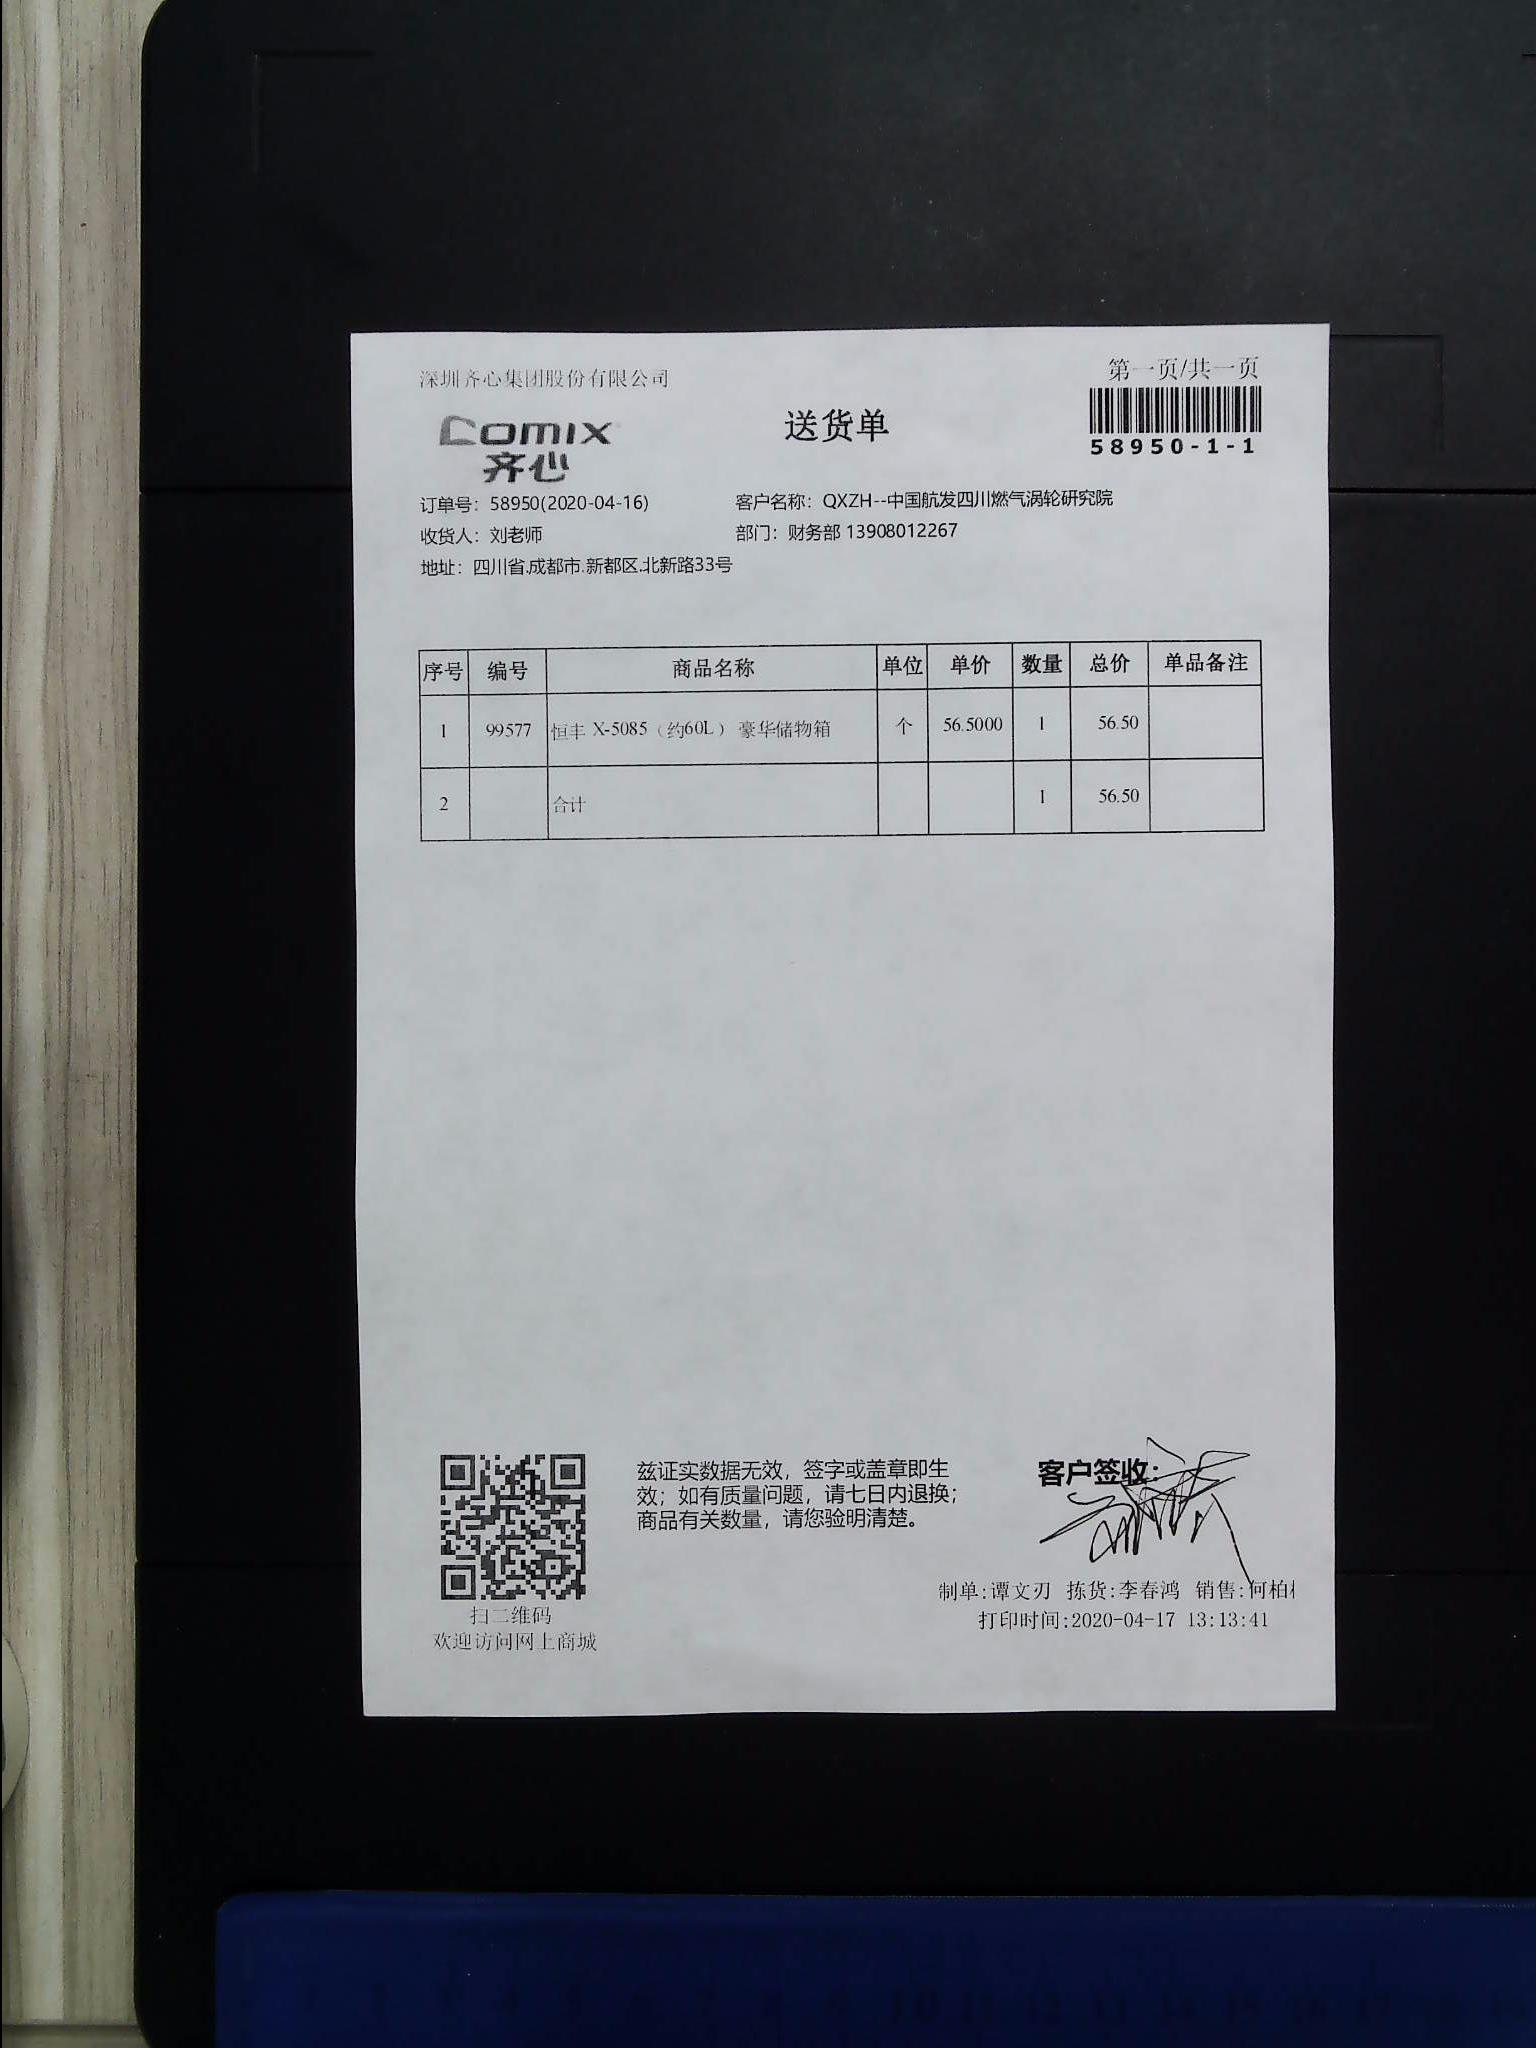 深圳齐心集团股份有限公司
第一页/共一页
comix
齐心
送货单
58950-1-1
订单号：58950(2020-04-16)
客户名称：QXZH--中国航发四川燃气涡轮研究院
收货人：刘老师
部门：财务部 13908012267
地址：四川省.成都市.新都区.北新路33号
序号 编号 商品名称 单位 单价 数量 总价 单品备注
1 99577 恒丰 X-5085（约60L） 豪华储物箱 个 56.5000 1 56.50
2 合计 1 56.50
兹证实数据无效，签字或盖章即生
效；如有质量问题，请七日内退换；
商品有关数量，请您验明清楚。
客户签收：
扫二维码
欢迎访问网上商城
制单:谭文刃 拣货:李春鸿 销售:何柏
打印时间:2020-04-17 13:13:41